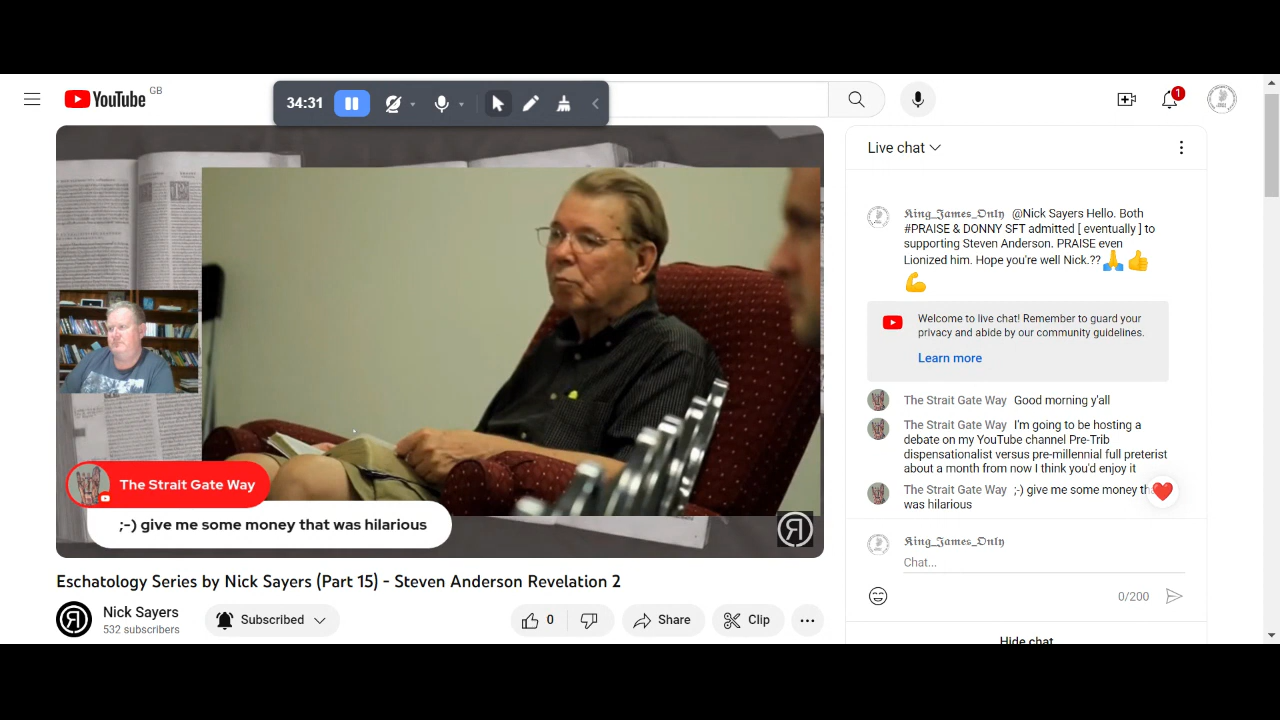 YouTube GB
34:31
1
Live chat
𝕶𝖎𝖓𝖌_𝕵𝖆𝖒𝖊𝖘_𝕺𝖓𝖑𝖞 @Nick Sayers Hello. Both
#PRAISE & DONNY SFT admitted [ eventually ] to
supporting Steven Anderson. PRAISE even
Lionized him. Hope you're well Nick.??🙏👍
💪
Welcome to live chat! Remember to guard your
privacy and abide by our community guidelines.
Learn more
The Strait Gate Way Good morning y'all
The Strait Gate Way I'm going to be hosting a
debate on my YouTube channel Pre-Trib
dispensationalist versus pre-millennial full preterist
about a month from now I think you'd enjoy it
The Strait Gate Way ;-) give me some money
was hilarious
𝕶𝖎𝖓𝖌_𝕵𝖆𝖒𝖊𝖘_𝕺𝖓𝖑𝖞
Chat...
0/200
Hide chat
The Strait Gate Way
;-) give me some money that was hilarious
Eschatology Series by Nick Sayers (Part 15) - Steven Anderson Revelation 2
Nick Sayers
532 subscribers
Subscribed
0
Share
Clip